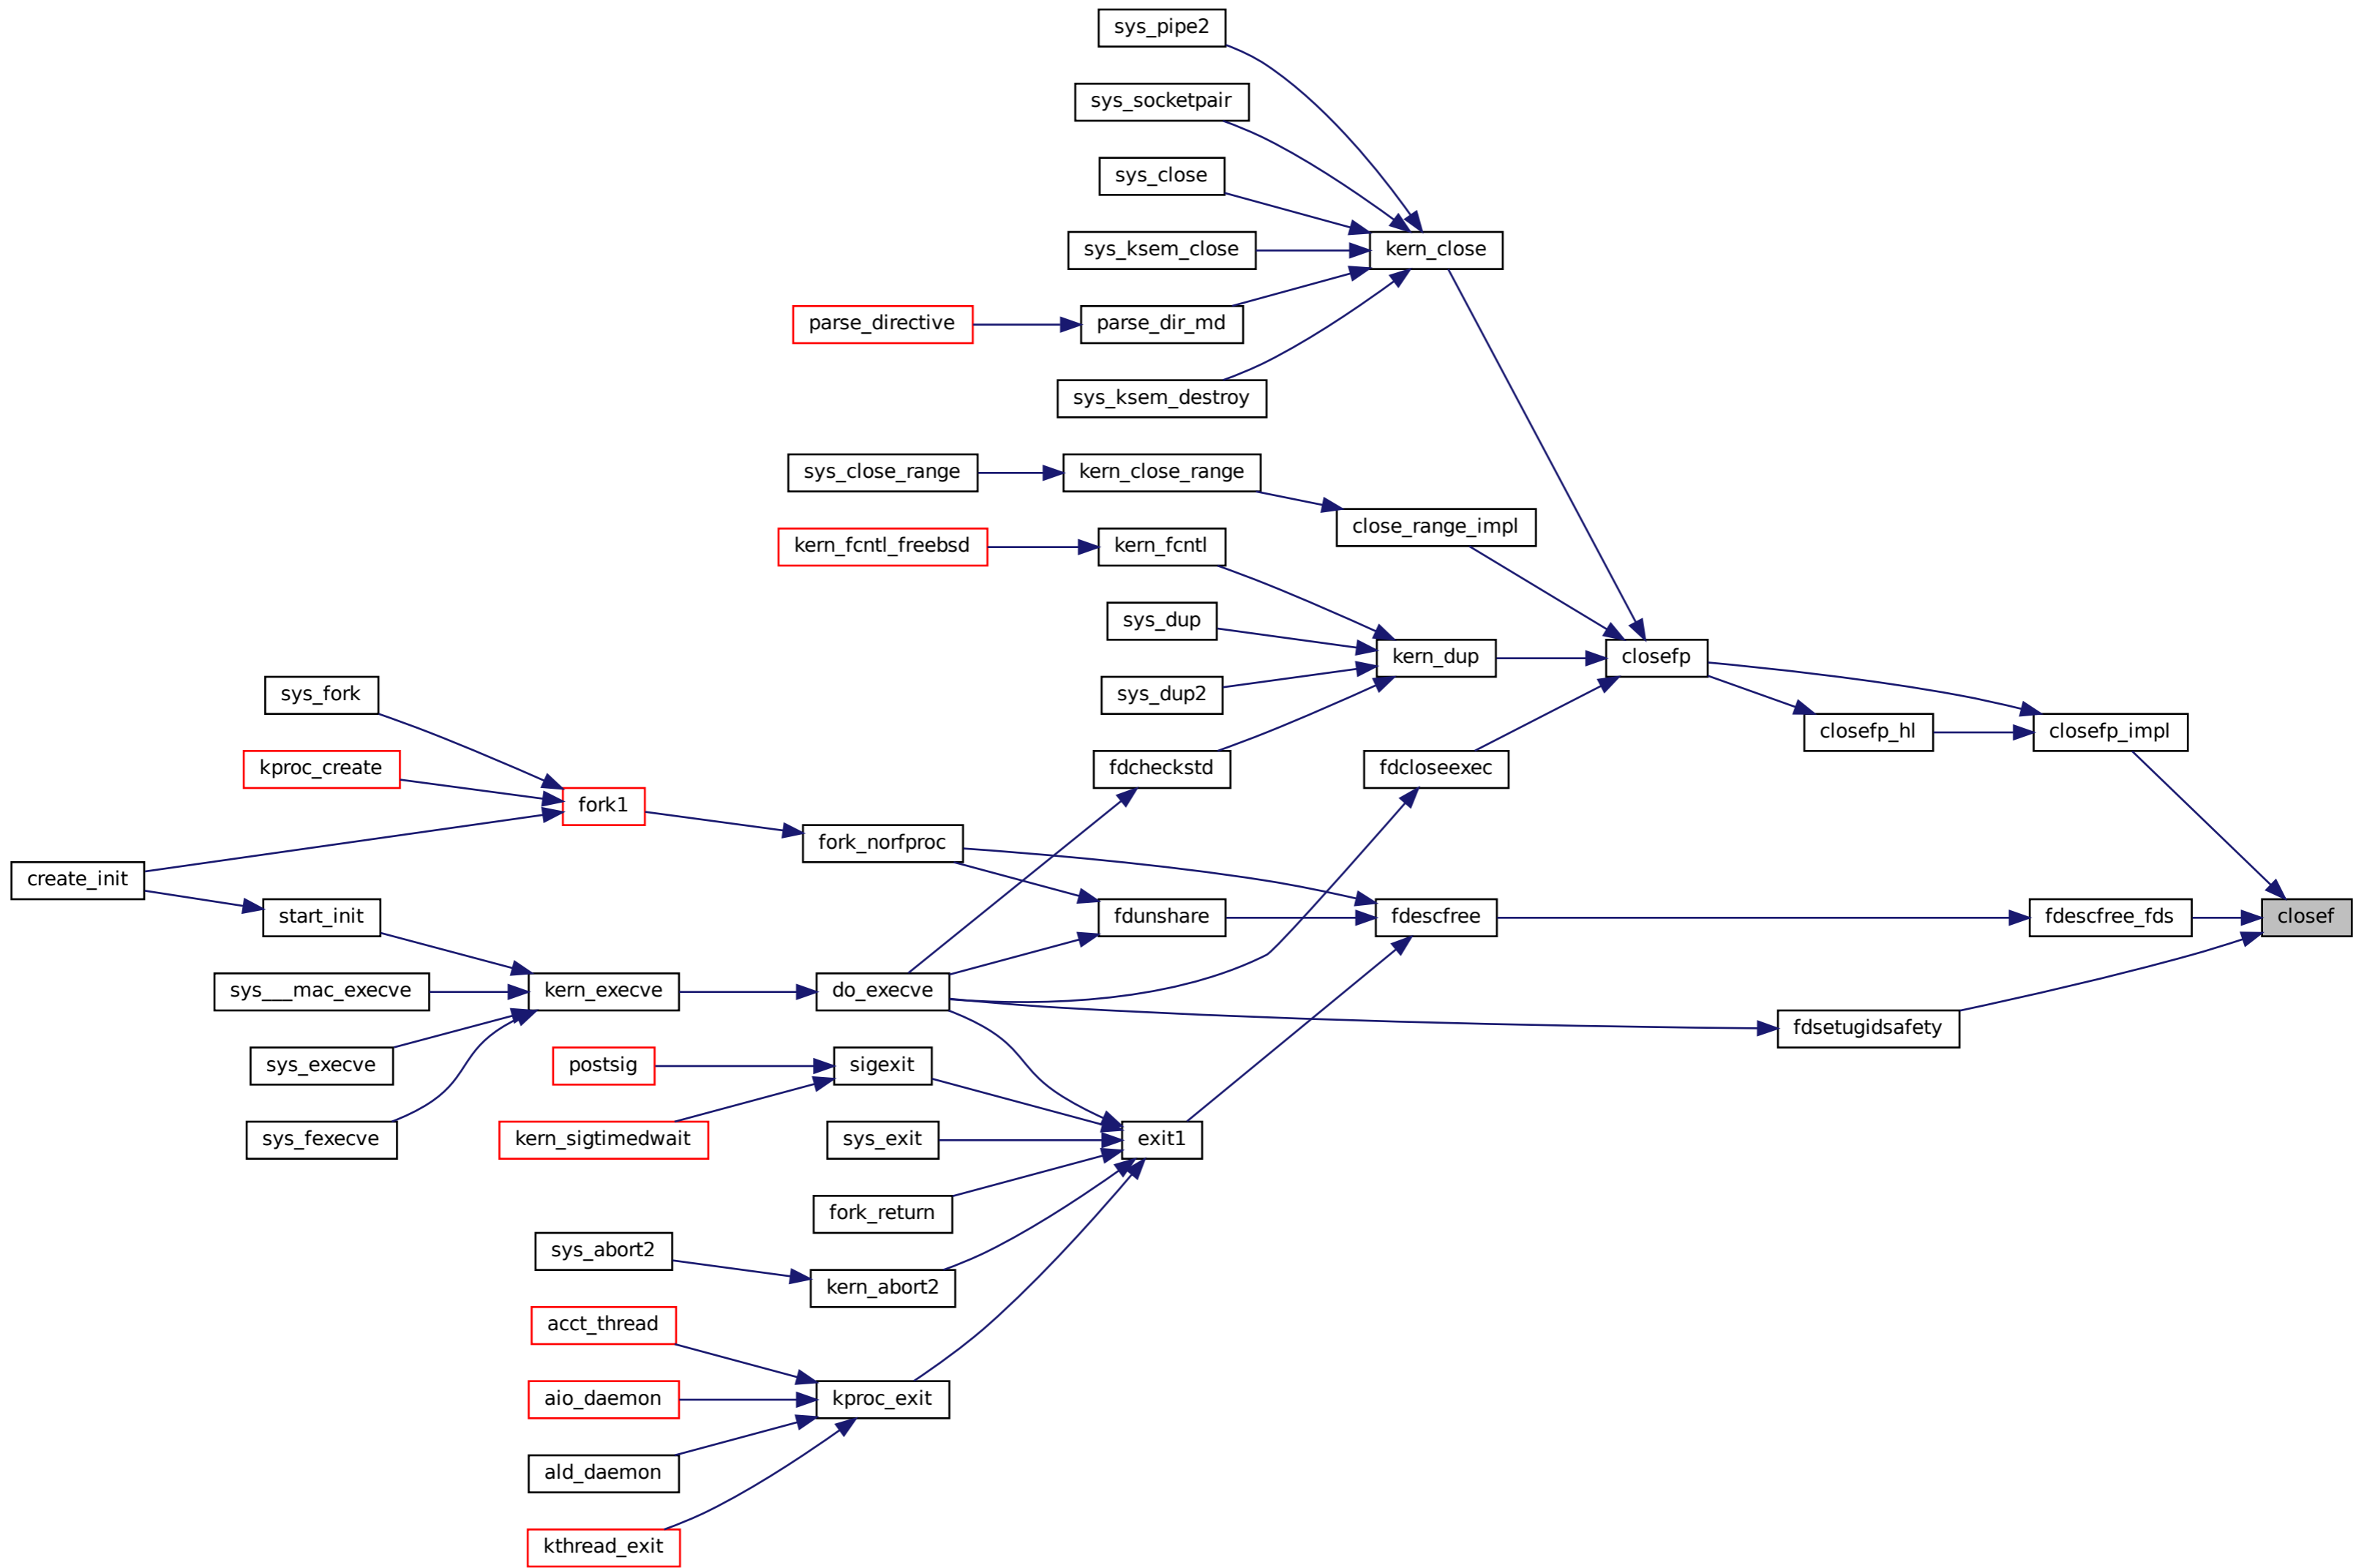 sys_pipe2
sys_socketpair
sys_close
sys_ksem_close
kern_close
parse_directive
parse_dir_md
sys_ksem_destroy
sys_close_range
kern_close_range
close_range_impl
kern_fcntl_freebsd
kern_fcntl
sys_dup
kern_dup
closefp
sys_fork
sys_dup2
closefp_hl
closefp_impl
kproc_create
fork1
fdcheckstd
fdcloseexec
fork_norfproc
create_init
start_init
fdunshare
fdescfree
fdescfree_fds
closef
sys___mac_execve
kern_execve
do_execve
fdsetugidsafety
sys_execve
postsig
sigexit
sys_fexecve
kern_sigtimedwait
sys_exit
exit1
fork_return
sys_abort2
kern_abort2
acct_thread
aio_daemon
kproc_exit
ald_daemon
kthread_exit